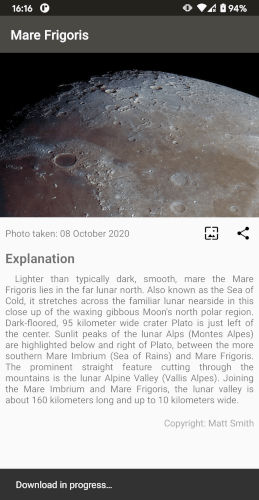 16:16 94%
Mare Frigoris
Photo taken: 08 October 2020
Explanation
Lighter than typically dark, smooth, mare the Mare
Frigoris lies in the far lunar north. Also known as the Sea of
Cold, it stretches across the familiar lunar nearside in this
close up of the waxing gibbous Moon's north polar region.
Dark-floored, 95 kilometer wide crater Plato is just left of
the center. Sunlit peaks of the lunar Alps (Montes Alpes)
are highlighted below and right of Plato, between the more
southern Mare Imbrium (Sea of Rains) and Mare Frigoris.
The prominent straight feature cutting through the
mountains is the lunar Alpine Valley (Vallis Alpes). Joining
the Mare Imbrium and Mare Frigoris, the lunar valley is
about 160 kilometers long and up to 10 kilometers wide.
Copyright: Matt Smith
Download in progress...